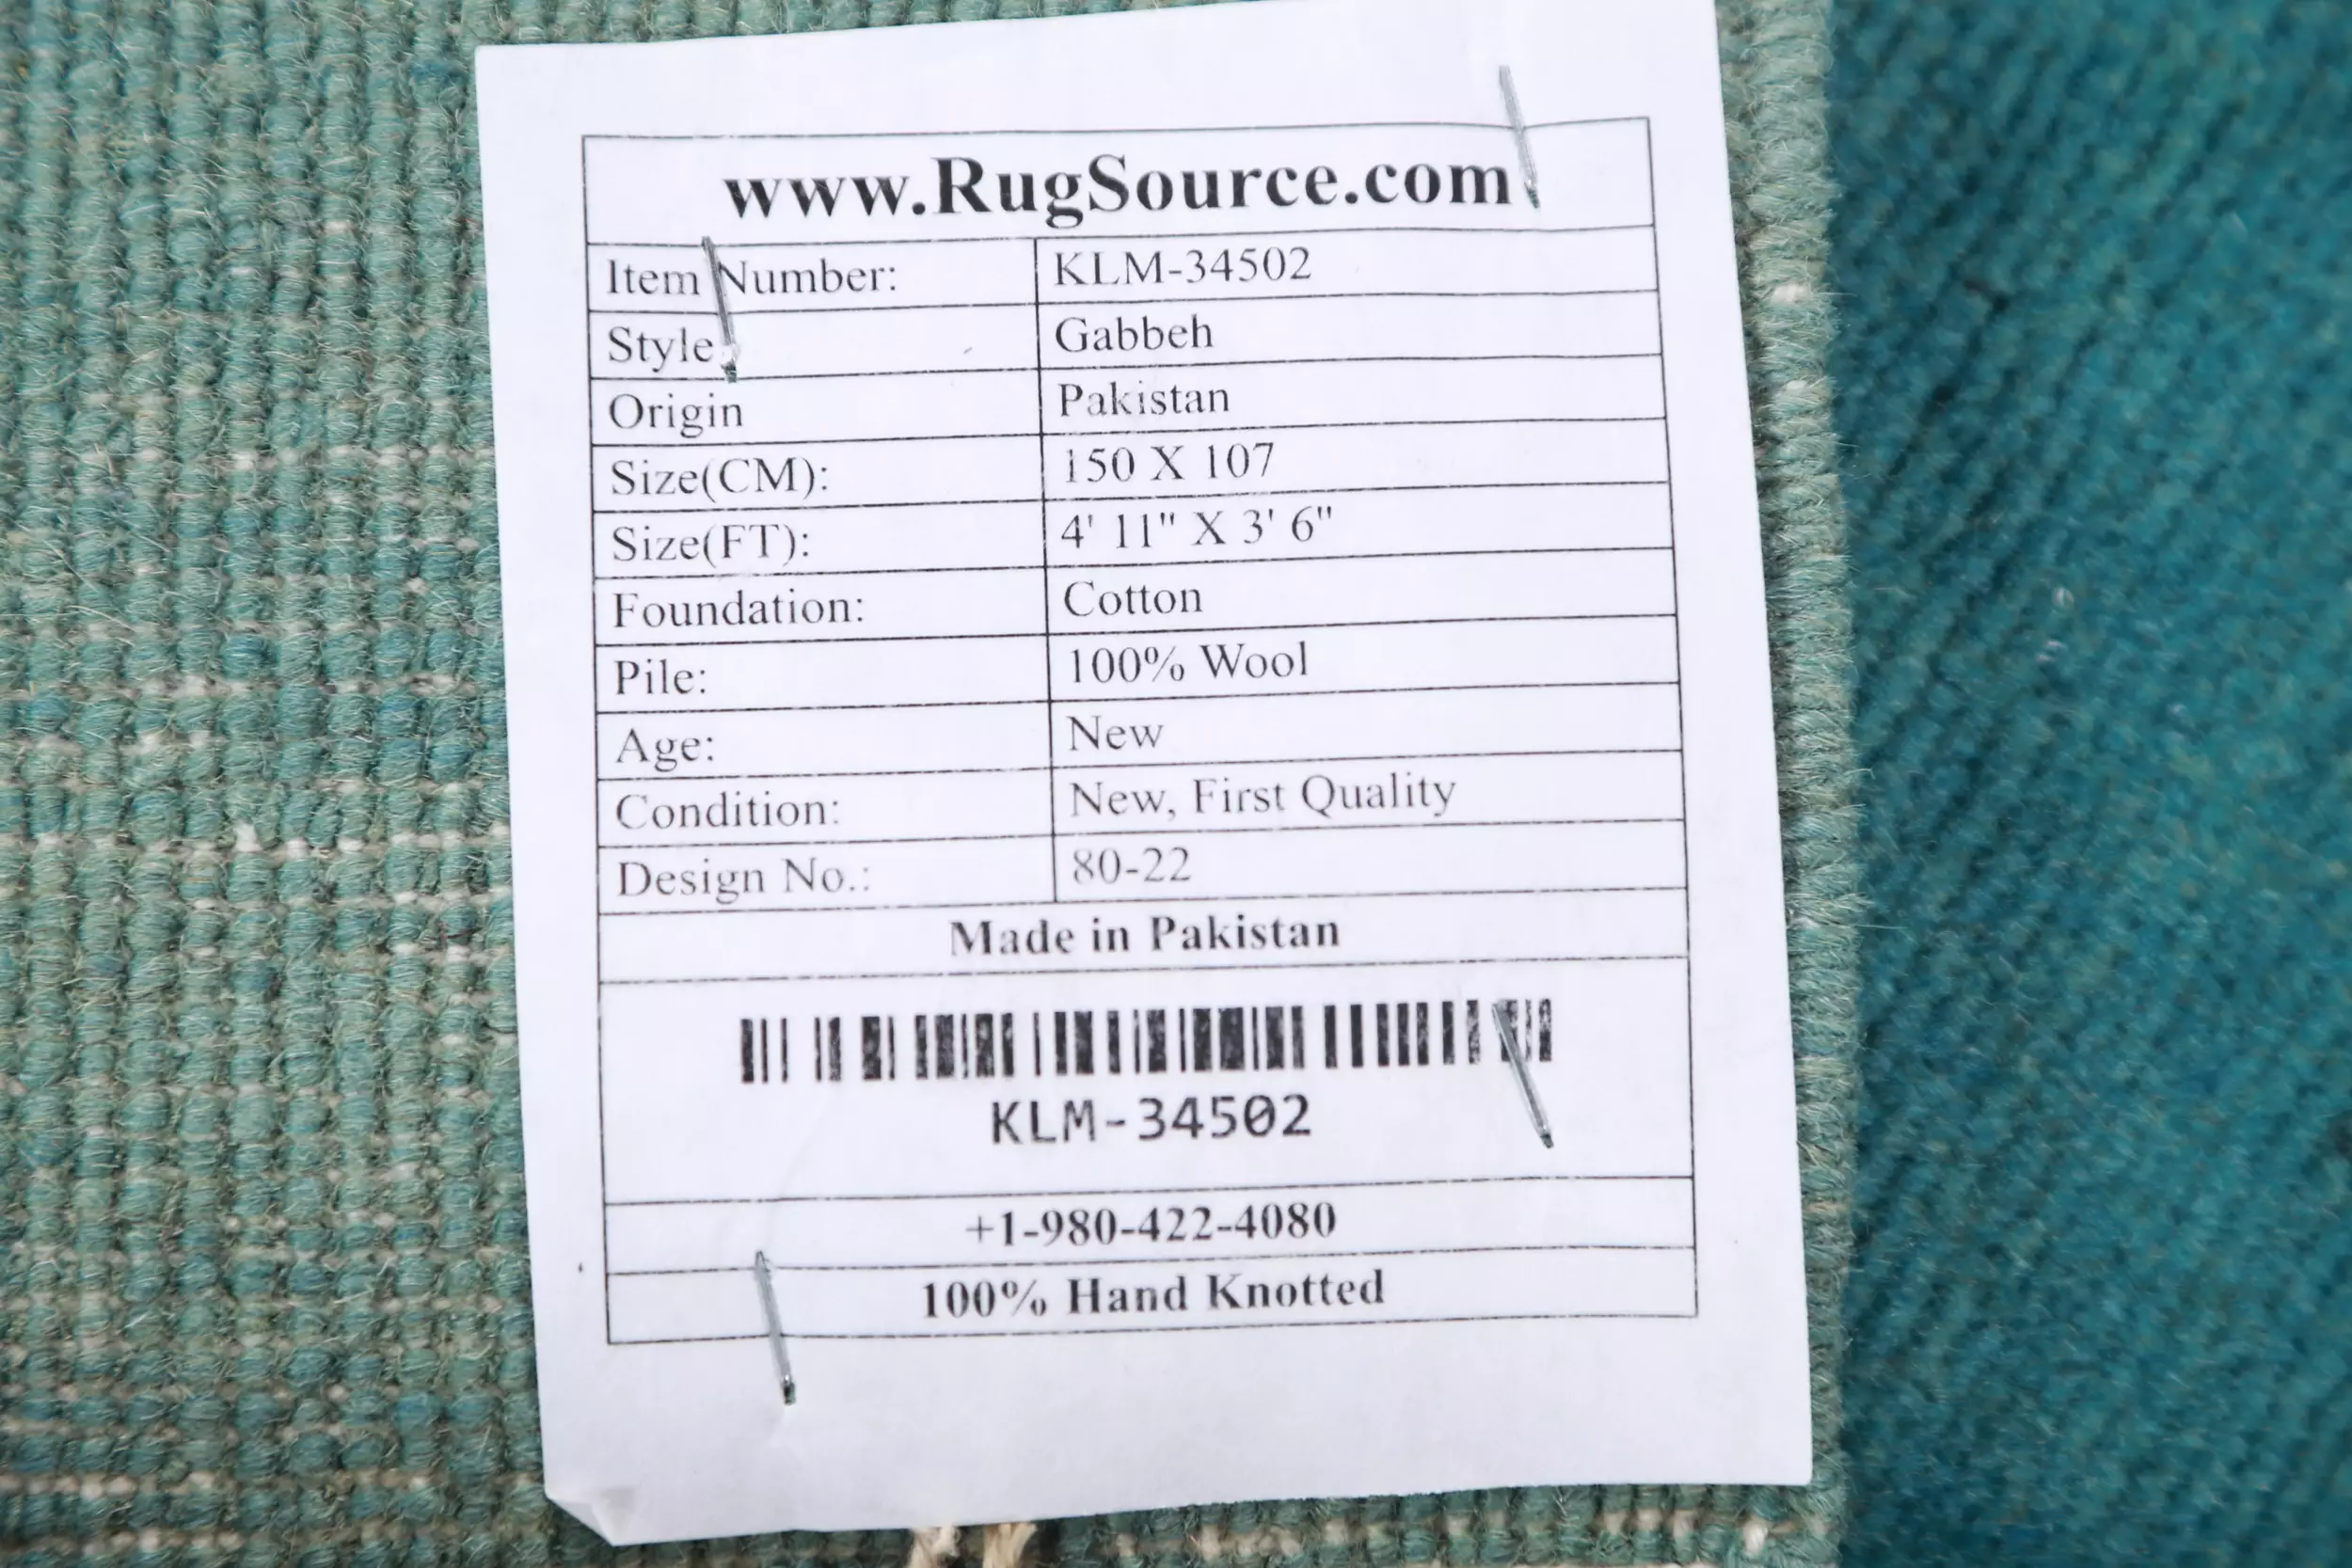 www.RugSource.com
Item Number: KLM-34502
Style Gabbeh
Origin Pakistan
Size(CM): 150 X 107
Size(FT): 4' 11" X 3' 6"
Foundation: Cotton
Pile: 100% Wool
Age: New
Condition: New, First Quality
Design No.: 80-22
Made in Pakistan
KLM-34502
+1-980-422-4080
100% Hand Knotted